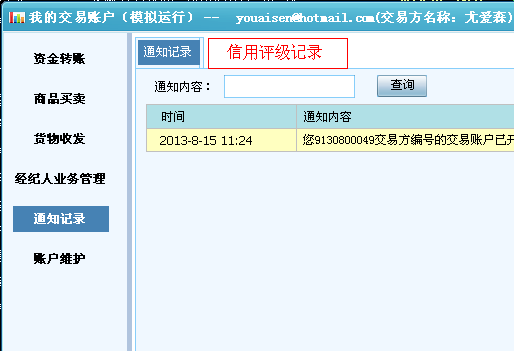 我的交易账户（模拟运行）-- youaisen@hotmail.com(交易方名称：尤爱森)
资金转账
商品买卖
货物收发
经纪人业务管理
通知记录
账户维护
通知记录 信用评级记录
通知内容： 查询
时间 通知内容
2013-8-15 11:24 您9130800049交易方编号的交易账户已开